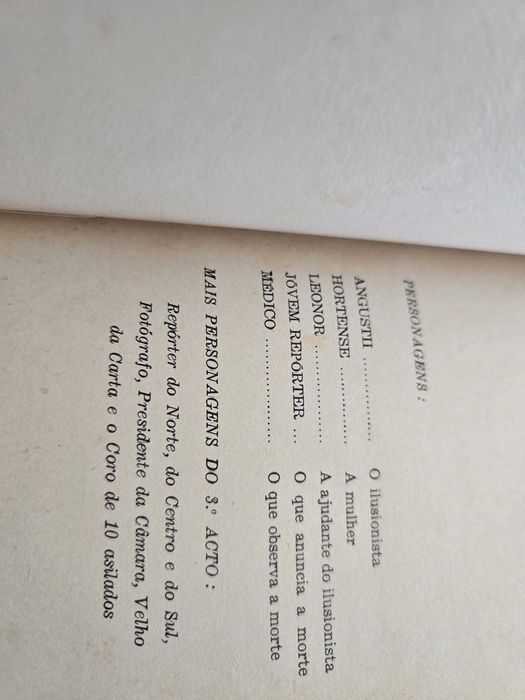 PERSONAGENS :
ANGUSTII ................ O ilusionista
HORTENSE .............. A mulher
LEONOR .................. A ajudante do ilusionista
JÓVEM REPÓRTER ... O que anuncia a morte
MÉDICO .................... O que observa a morte
MAIS PERSONAGENS DO 3.º ACTO :
Repórter do Norte, do Centro e do Sul,
Fotógrafo, Presidente da Câmara, Velho
da Carta e o Coro de 10 asilados